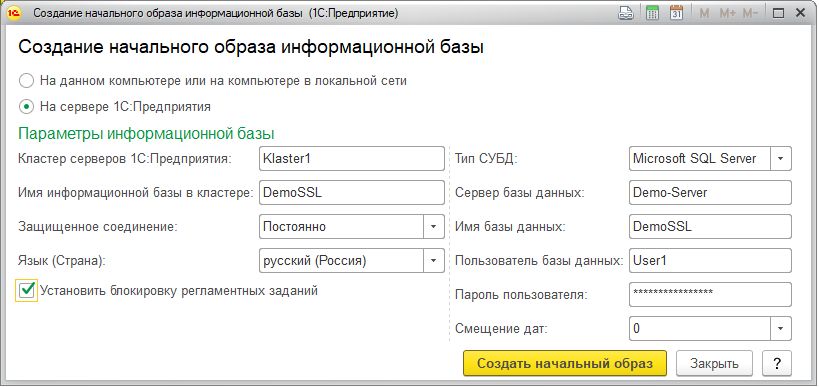 Создание начального образа информационной базы (1С:Предприятие)
M M+ M-
Создание начального образа информационной базы
На данном компьютере или на компьютере в локальной сети
На сервере 1С:Предприятия
Параметры информационной базы
Кластер серверов 1С:Предприятия: Klaster1
Имя информационной базы в кластере: DemoSSL
Защищенное соединение: Постоянно
Язык (Страна): русский (Россия)
Установить блокировку регламентных заданий
Тип СУБД: Microsoft SQL Server
Сервер базы данных: Demo-Server
Имя базы данных: DemoSSL
Пользователь базы данных: User1
Пароль пользователя: ****************
Смещение дат: 0
Создать начальный образ Закрыть ?